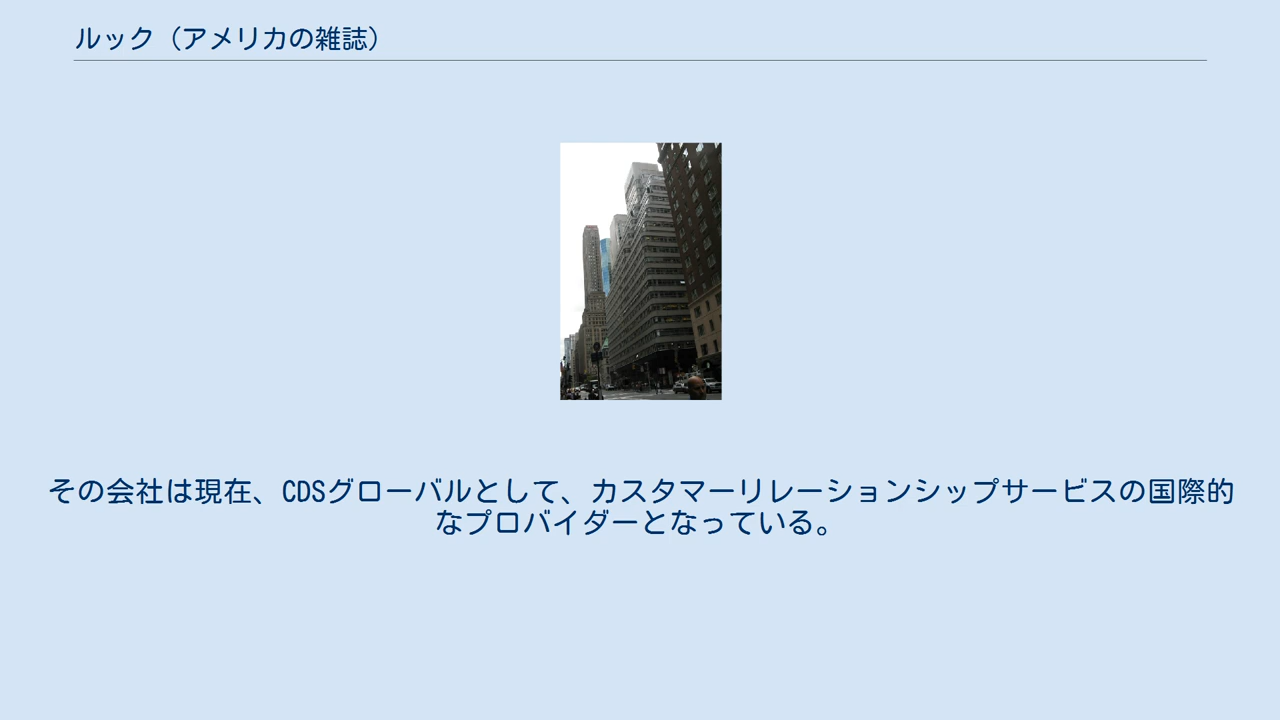 ルック（アメリカの雑誌）
その会社は現在、CDSグローバルとして、カスタマーリレーションシップサービスの国際的
なプロバイダーとなっている。